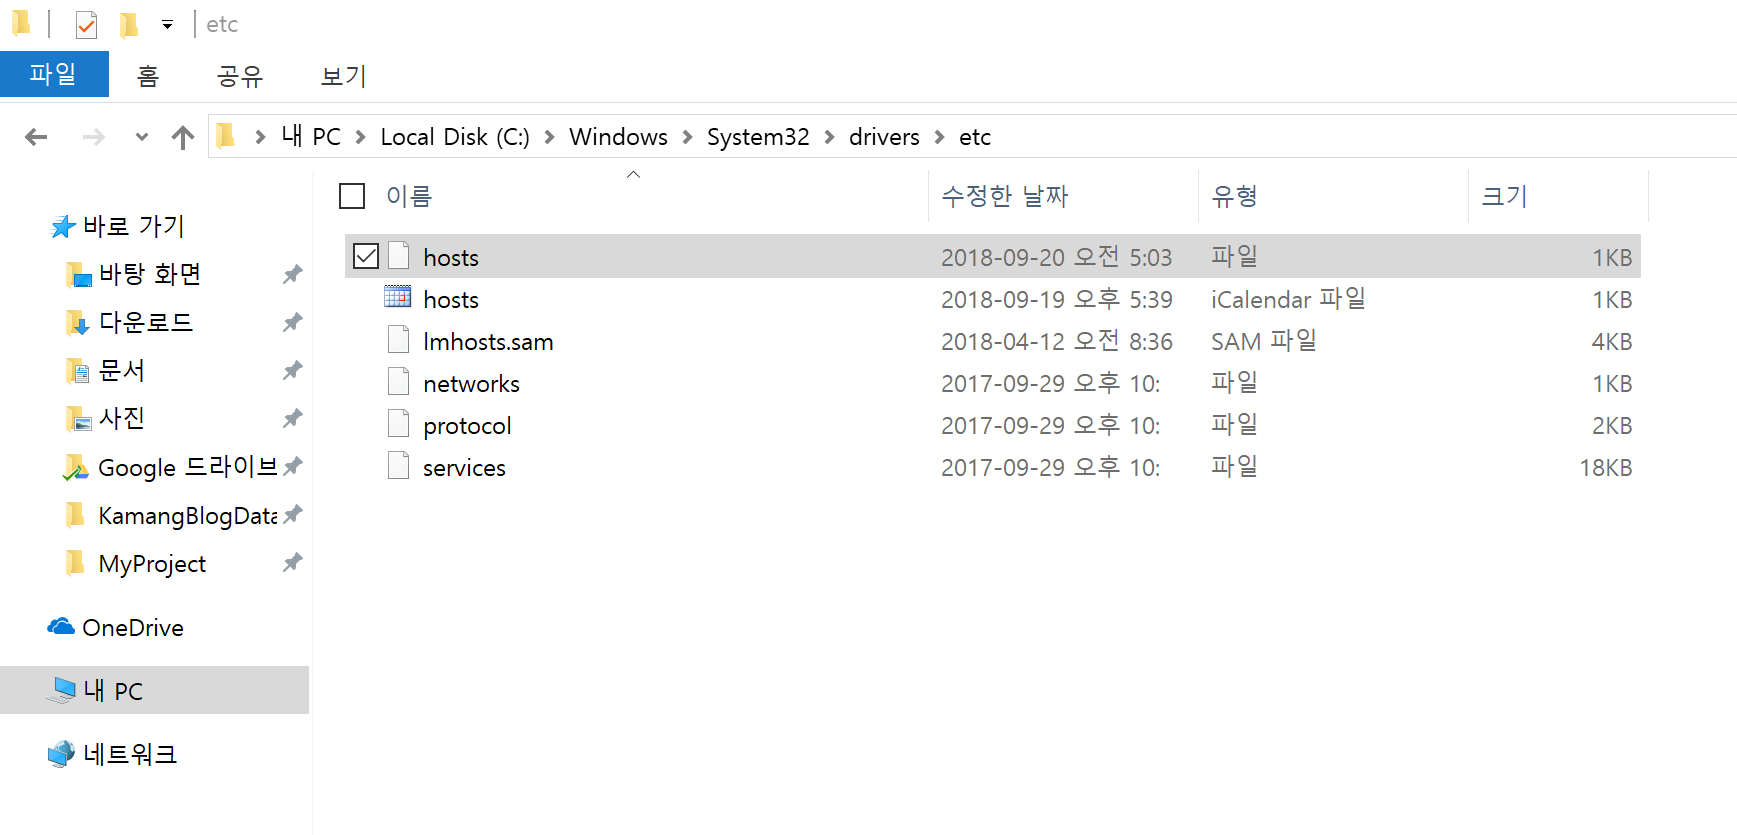 etc
파일 홈 공유 보기
내 PC Local Disk (C:) Windows System32 drivers etc
이름 수정한 날짜 유형 크기
바로 가기
바탕 화면
다운로드
문서
사진
Google 드라이브
KamangBlogData
MyProject
OneDrive
내 PC
네트워크
hosts 2018-09-20 오전 5:03 파일 1KB
hosts 2018-09-19 오후 5:39 iCalendar 파일 1KB
lmhosts.sam 2018-04-12 오전 8:36 SAM 파일 4KB
networks 2017-09-29 오후 10: 파일 1KB
protocol 2017-09-29 오후 10: 파일 2KB
services 2017-09-29 오후 10: 파일 18KB